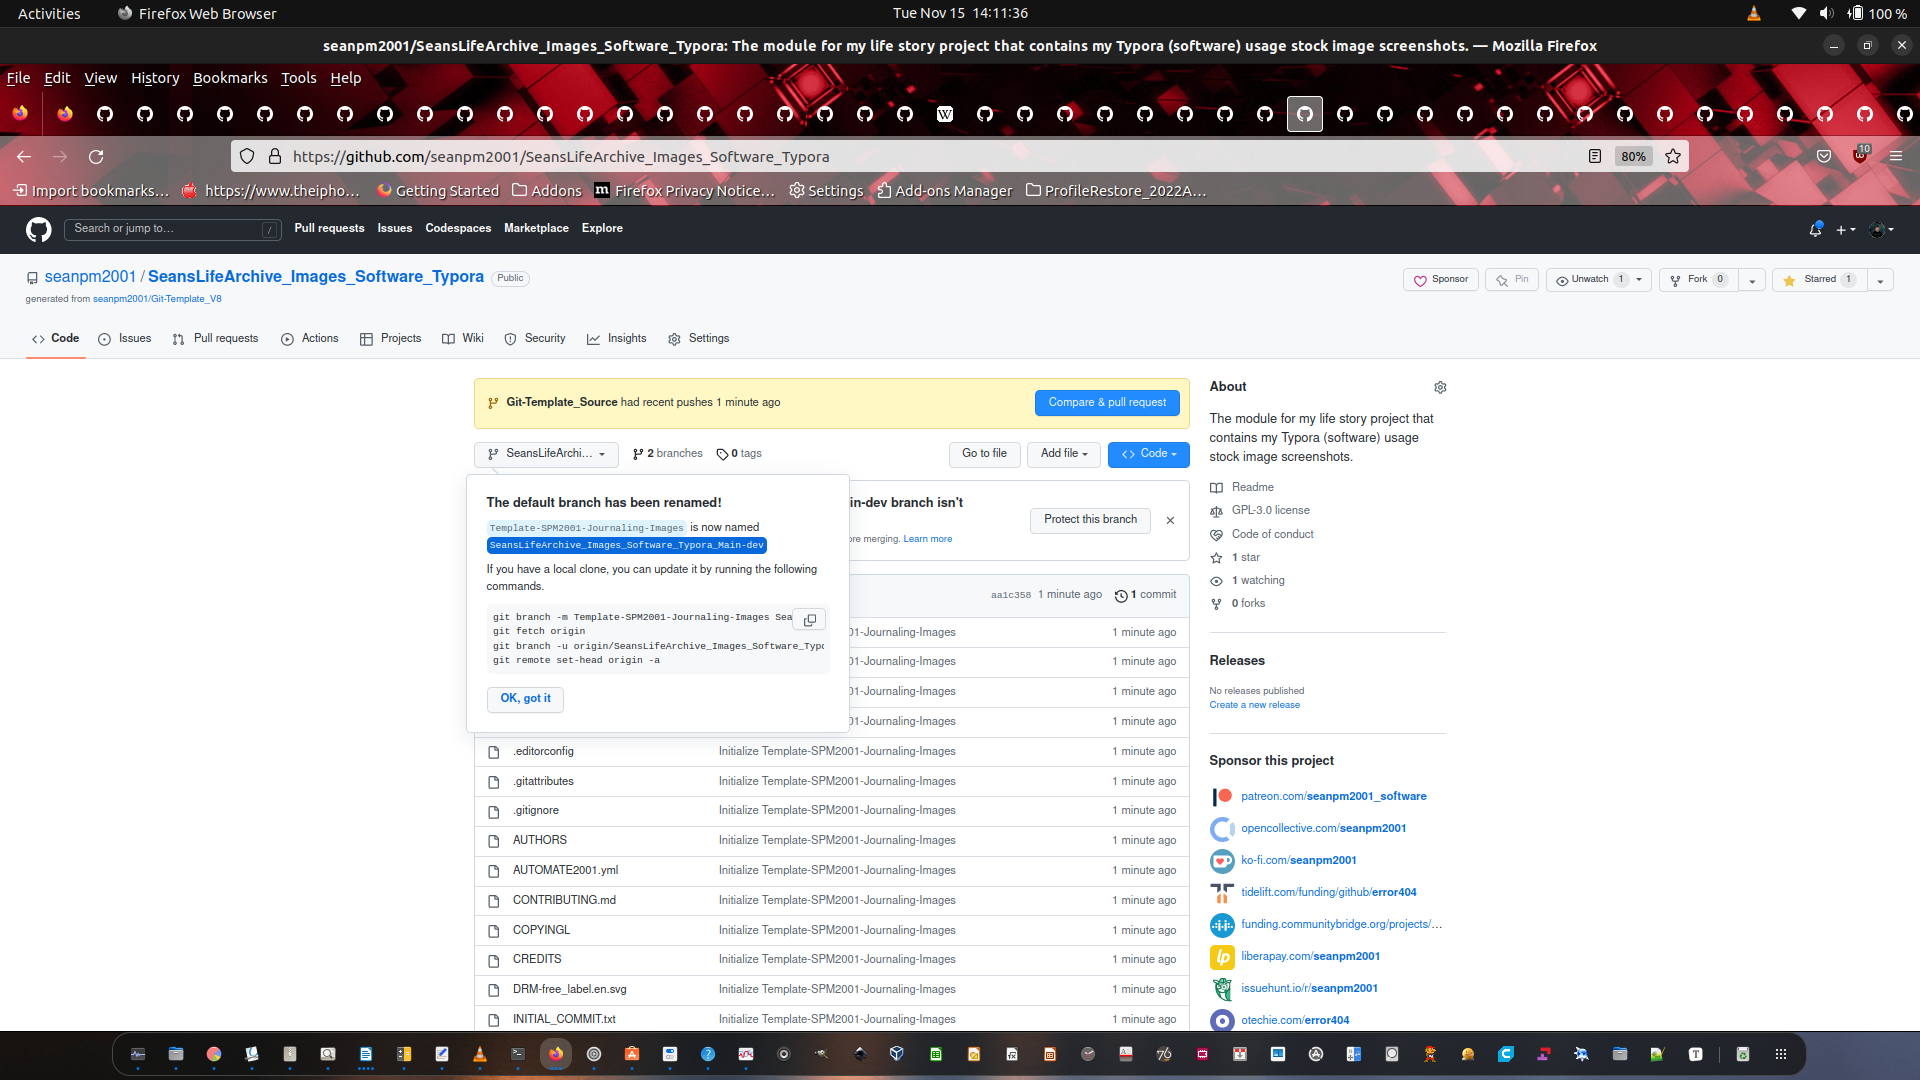 Activities Firefox Web Browser Tue Nov 15 14:11:36 100 %
seanpm2001/SeansLifeArchive_Images_Software_Typora: The module for my life story project that contains my Typora (software) usage stock image screenshots. — Mozilla Firefox
File Edit View History Bookmarks Tools Help
https://github.com/seanpm2001/SeansLifeArchive_Images_Software_Typora 80% 10
Import bookmarks… https://www.theipho… Getting Started Addons Firefox Privacy Notice… Settings Add-ons Manager ProfileRestore_2022A…
Search or jump to… / Pull requests Issues Codespaces Marketplace Explore
seanpm2001 / SeansLifeArchive_Images_Software_Typora Public Sponsor Pin Unwatch 1 Fork 0 Starred 1
generated from seanpm2001/Git-Template_V8
Code Issues Pull requests Actions Projects Wiki Security Insights Settings
Git-Template_Source had recent pushes 1 minute ago Compare & pull request
SeansLifeArchi… 2 branches 0 tags Go to file Add file Code
The default branch has been renamed!
Template-SPM2001-Journaling-Images is now named
SeansLifeArchive_Images_Software_Typora_Main-dev
If you have a local clone, you can update it by running the following
commands.
git branch -m Template-SPM2001-Journaling-Images Sea
git fetch origin
git branch -u origin/SeansLifeArchive_Images_Software_Typo
git remote set-head origin -a
OK, got it
in-dev branch isn't
Protect this branch
ore merging. Learn more
aa1c358 1 minute ago 1 commit
01-Journaling-Images 1 minute ago
01-Journaling-Images 1 minute ago
01-Journaling-Images 1 minute ago
01-Journaling-Images 1 minute ago
.editorconfig Initialize Template-SPM2001-Journaling-Images 1 minute ago
.gitattributes Initialize Template-SPM2001-Journaling-Images 1 minute ago
.gitignore Initialize Template-SPM2001-Journaling-Images 1 minute ago
AUTHORS Initialize Template-SPM2001-Journaling-Images 1 minute ago
AUTOMATE2001.yml Initialize Template-SPM2001-Journaling-Images 1 minute ago
CONTRIBUTING.md Initialize Template-SPM2001-Journaling-Images 1 minute ago
COPYINGL Initialize Template-SPM2001-Journaling-Images 1 minute ago
CREDITS Initialize Template-SPM2001-Journaling-Images 1 minute ago
DRM-free_label.en.svg Initialize Template-SPM2001-Journaling-Images 1 minute ago
INITIAL_COMMIT.txt Initialize Template-SPM2001-Journaling-Images 1 minute ago
About
The module for my life story project that
contains my Typora (software) usage
stock image screenshots.
Readme
GPL-3.0 license
Code of conduct
1 star
1 watching
0 forks
Releases
No releases published
Create a new release
Sponsor this project
patreon.com/seanpm2001_software
opencollective.com/seanpm2001
ko-fi.com/seanpm2001
tidelift.com/funding/github/error404
funding.communitybridge.org/projects/…
liberapay.com/seanpm2001
issuehunt.io/r/seanpm2001
otechie.com/error404